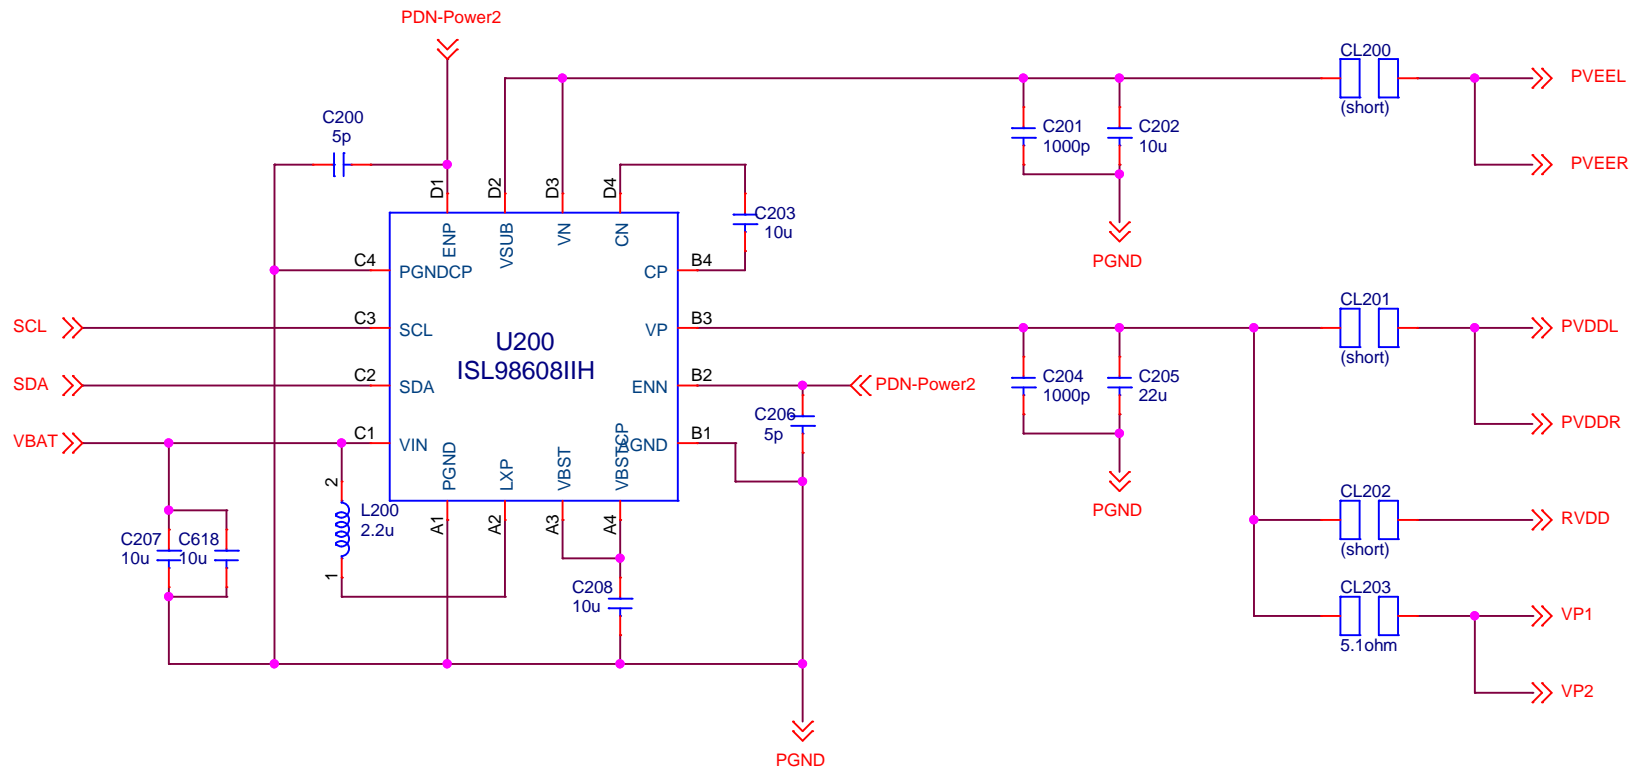 PDN-Power2
CL200
PVEEL
(short)
C200
5p
C201
1000p
C202
10u
PVEER
D1
D2
D3
D4
ENP
VSUB
VN
CN
C203
10u
C4
PGNDCP
CP
B4
PGND
CL201
SCL
C3
SCL
VP
B3
PVDDL
U200
ISL98608IIH
(short)
SDA
C2
SDA
ENN
B2
PDN-Power2
C204
1000p
C205
22u
C206
5p
PVDDR
VBAT
C1
VIN
AGND
B1
PGND
LXP
VBST
VBSTCP
2
L200
2.2u
1
A1
A2
A3
A4
CL202
PGND
RVDD
(short)
C207
10u
C618
10u
C208
10u
CL203
VP1
5.1ohm
VP2
PGND